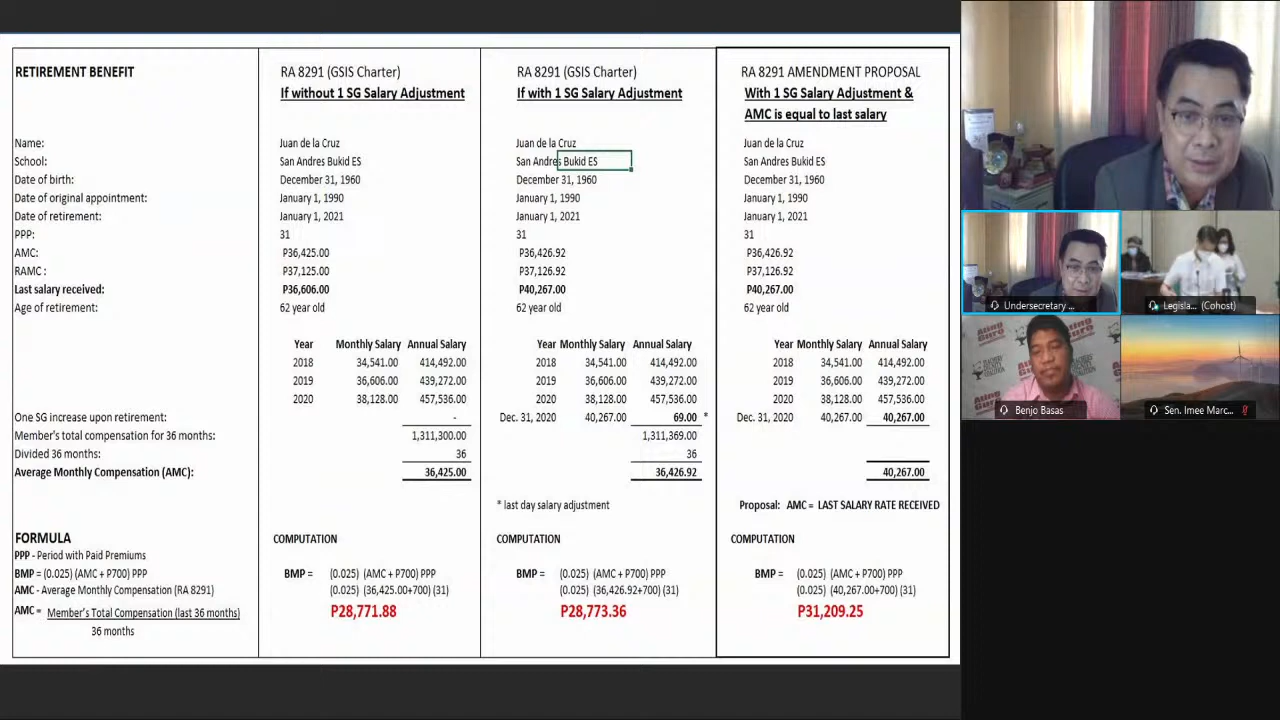 RETIREMENT BENEFIT
Name:
School:
Date of birth:
Date of original appointment:
Date of retirement:
PPP:
AMC:
RAMC :
Last salary received:
Age of retirement:
One SG increase upon retirement:
Member's total compensation for 36 months:
Divided 36 months:
Average Monthly Compensation (AMC):
FORMULA
PPP - Period with Paid Premiums
BMP = (0.025) (AMC + P700) PPP
AMC - Average Monthly Compensation (RA 8291)
AMC = Member's Total Compensation (last 36 months)
36 months
RA 8291 (GSIS Charter)
If without 1 SG Salary Adjustment
Juan de la Cruz
San Andres Bukid ES
December 31, 1960
January 1, 1990
January 1, 2021
31
P36,425.00
P37,125.00
P36,606.00
62 year old
Year Monthly Salary Annual Salary
2018 34,541.00 414,492.00
2019 36,606.00 439,272.00
2020 38,128.00 457,536.00
-
1,311,300.00
36
36,425.00
COMPUTATION
BMP = (0.025) (AMC + P700) PPP
(0.025) (36,425.00+700) (31)
P28,771.88
RA 8291 (GSIS Charter)
If with 1 SG Salary Adjustment
Juan de la Cruz
San Andres Bukid ES
December 31, 1960
January 1, 1990
January 1, 2021
31
P36,426.92
P37,126.92
P40,267.00
62 year old
Year Monthly Salary Annual Salary
2018 34,541.00 414,492.00
2019 36,606.00 439,272.00
2020 38,128.00 457,536.00
Dec. 31, 2020 40,267.00 69.00 *
1,311,369.00
36
36,426.92
* last day salary adjustment
COMPUTATION
BMP = (0.025) (AMC + P700) PPP
(0.025) (36,426.92+700) (31)
P28,773.36
RA 8291 AMENDMENT PROPOSAL
With 1 SG Salary Adjustment &
AMC is equal to last salary
Juan de la Cruz
San Andres Bukid ES
December 31, 1960
January 1, 1990
January 1, 2021
31
P36,426.92
P37,126.92
P40,267.00
62 year old
Year Monthly Salary Annual Salary
2018 34,541.00 414,492.00
2019 36,606.00 439,272.00
2020 38,128.00 457,536.00
Dec. 31, 2020 40,267.00 40,267.00
40,267.00
Proposal: AMC = LAST SALARY RATE RECEIVED
COMPUTATION
BMP = (0.025) (AMC + P700) PPP
(0.025) (40,267.00+700) (31)
P31,209.25
Undersecretary ...
Legisla... (Cohost)
Ating
Guro
Benjo Basas
Sen. Imee Marc...